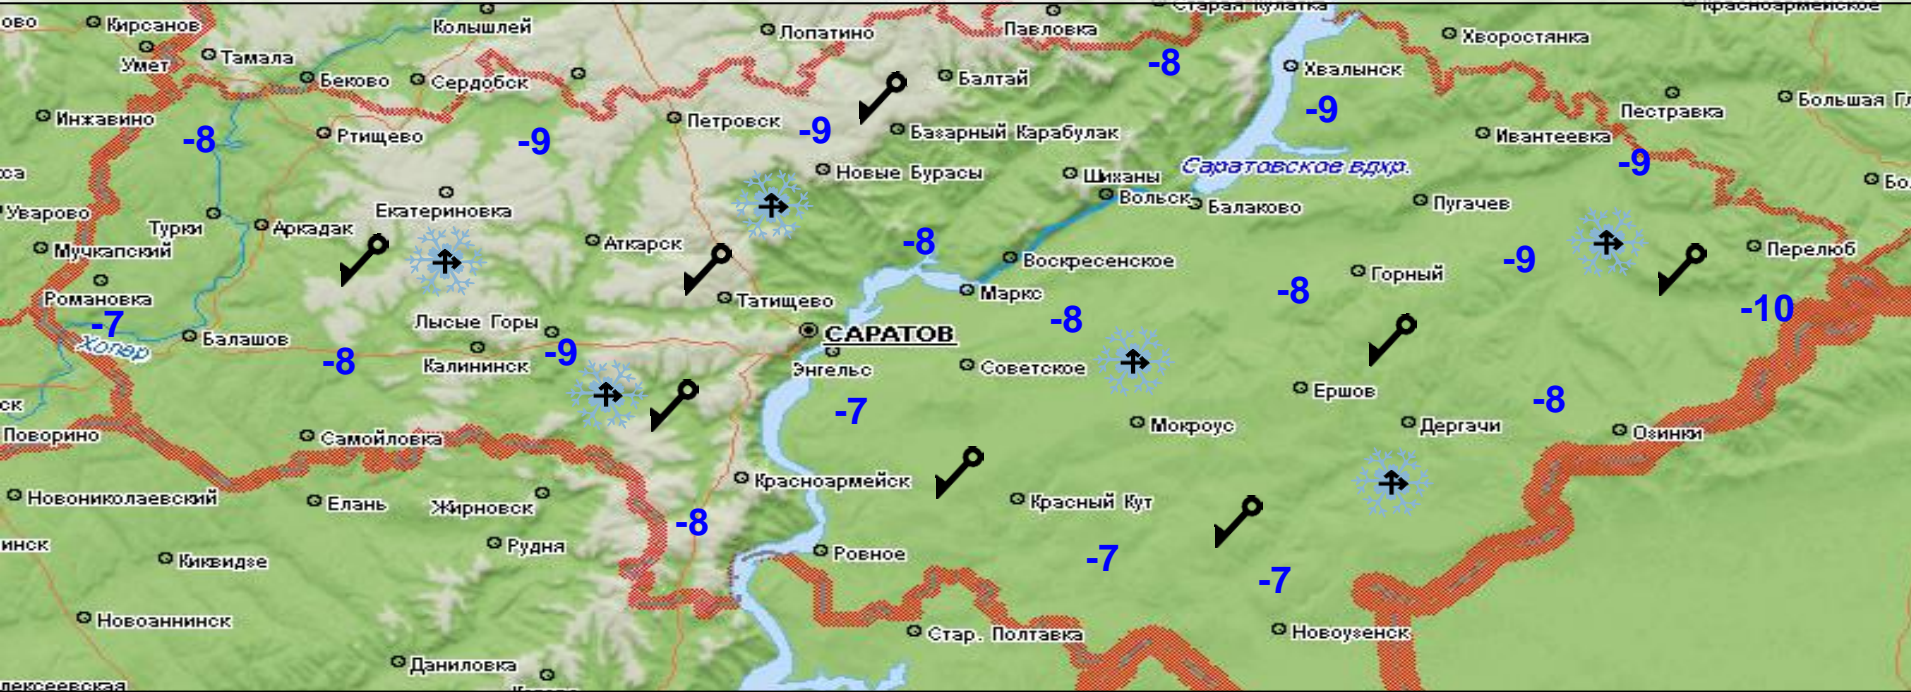 Старая Кулатка
Красноармейское
Кирсанов
Колышлей
Лопатино
Павловка
Хворостянка
Умет
Тамала
-8
Беково
Сердобск
Балтай
Хвалынск
Инжавино
Петровск
-9
Пестравка
Ртищево
-8
-9
-9
Базарный Карабулак
Ивантеевка
Новые Бурасы
Шиханы
Саратовское вдхр.
-9
Уварово
Екатериновка
Вольск
Балаково
Пугачев
Турки
Аркадак
Мучкапский
Аткарск
-8
Воскресенское
-9
Перелюб
Горный
Романовка
Татищево
Маркс
-8
-10
-7
Лысые Горы
-8
САРАТОВ
Хопер
Балашов
-8
Калининск
-9
Энгельс
Советское
Ершов
-7
-8
Поворино
Самойловка
Мокроус
Дергачи
Озинки
Новониколаевский
Елань
Жирновск
Красноармейск
Красный Кут
-8
Киквидзе
Рудня
Ровное
-7
-7
Новоаннинск
Стар. Полтавка
Новоузенск
Даниловка